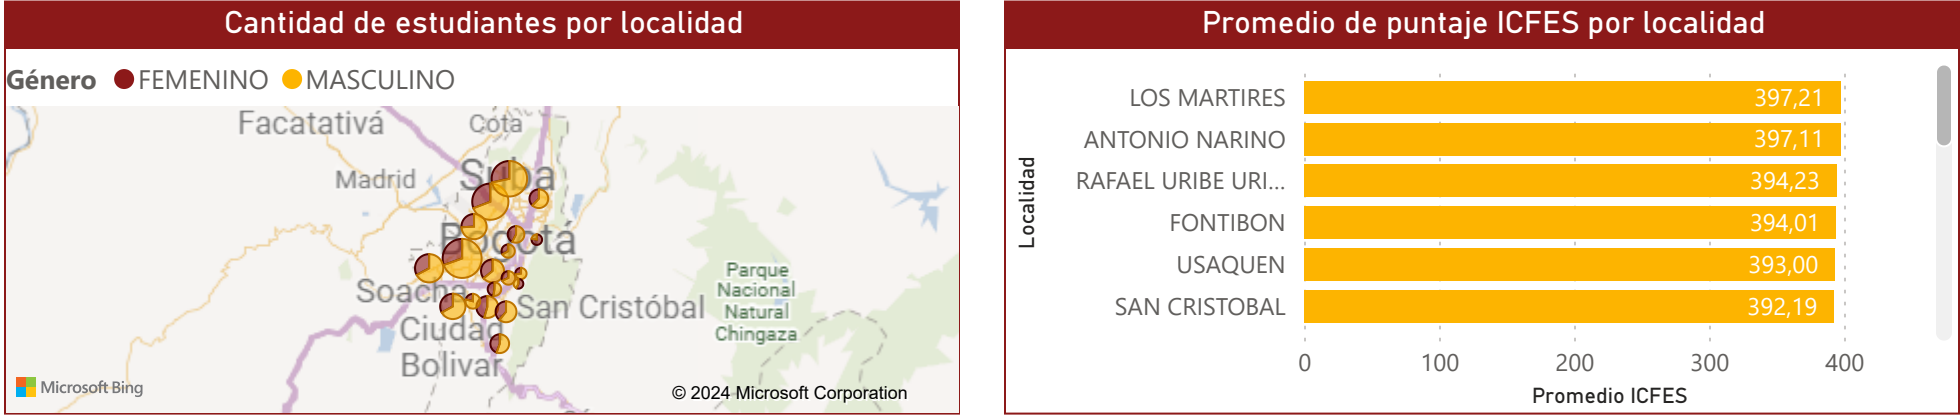 Cantidad de estudiantes por localidad
Género FEMENINO MASCULINO
Facatativá
Cota
Madrid
Suba
Bogotá
Soacha
San Cristóbal
Ciudad
Bolivar
Parque
Nacional
Natural
Chingaza
Microsoft Bing
© 2024 Microsoft Corporation
Promedio de puntaje ICFES por localidad
Localidad
LOS MARTIRES 397,21
ANTONIO NARINO 397,11
RAFAEL URIBE URI... 394,23
FONTIBON 394,01
USAQUEN 393,00
SAN CRISTOBAL 392,19
0 100 200 300 400
Promedio ICFES